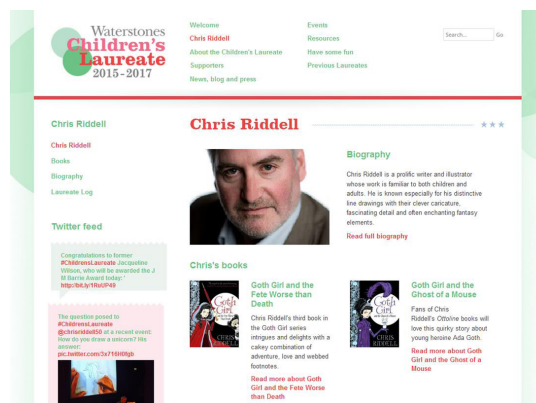 Waterstones
Children's
Laureate
2015-2017
Welcome
Chris Riddell
About the Children's Laureate
Supporters
News, blog and press
Events
Resources
Have some fun
Previous Laureates
Search...
Go
Chris Riddell
Chris Riddell
Books
Biography
Laureate Log
Twitter feed
Congratulations to former
#ChildrensLaureate Jacqueline
Wilson, who will be awarded the J
M Barrie Award today:
The question posed to
#ChildrensLaureate
@chrisriddell50 at a recent event:
How do you draw a unicorn? His
answer:
pic.twitter.com/3x716H0fgb
Chris Riddell
Biography
Chris Riddell is a prolific writer and illustrator
whose work is familiar to both children and
adults. He is known especially for his distinctive
line drawings with their clever caricature,
fascinating detail and often enchanting fantasy
elements.
Read full biography
Chris's books
Goth Girl
CHRIS RIDDELL
Goth Girl and the
Fete Worse than
Death
Chris Riddell's third book in
the Goth Girl series
intrigues and delights with a
cakey combination of
adventure, love and webbed
footnotes.
Read more about Goth
Girl and the Fete Worse
than Death
Goth Girl
CHRIS RIDDELL
Goth Girl and the
Ghost of a Mouse
Fans of Chris
Riddell's Ottoline books will
love this quirky story about
young heroine Ada Goth.
Read more about Goth
Girl and the Ghost of a
Mouse